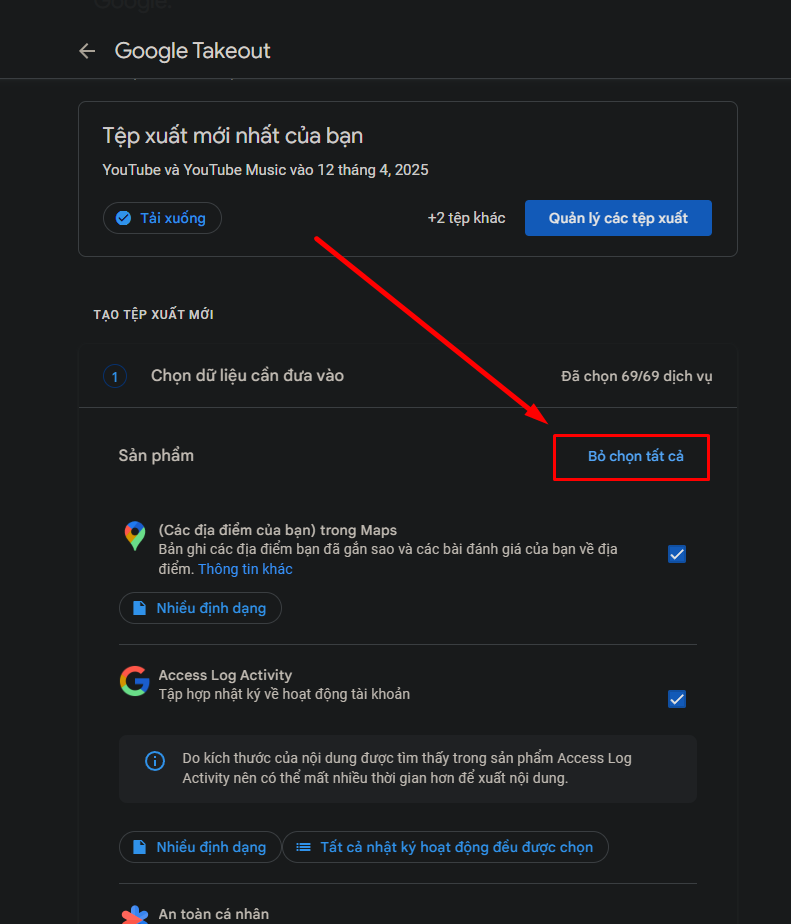 Google Takeout
Tệp xuất mới nhất của bạn
YouTube và YouTube Music vào 12 tháng 4, 2025
Tải xuống
+2 tệp khác
Quản lý các tệp xuất
TẠO TỆP XUẤT MỚI
1
Chọn dữ liệu cần đưa vào
Đã chọn 69/69 dịch vụ
Sản phẩm
Bỏ chọn tất cả
(Các địa điểm của bạn) trong Maps
Bản ghi các địa điểm bạn đã gắn sao và các bài đánh giá của bạn về địa
điểm. Thông tin khác
Nhiều định dạng
Access Log Activity
Tập hợp nhật ký về hoạt động tài khoản
Do kích thước của nội dung được tìm thấy trong sản phẩm Access Log
Activity nên có thể mất nhiều thời gian hơn để xuất nội dung.
Nhiều định dạng
Tất cả nhật ký hoạt động đều được chọn
An toàn cá nhân